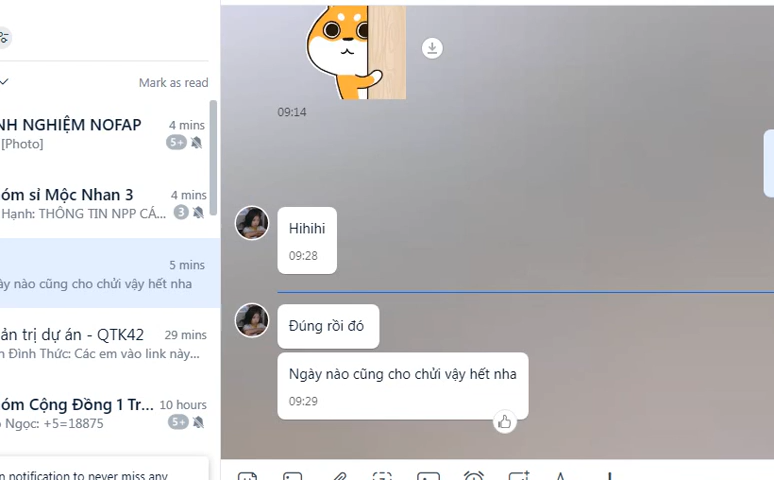 Mark as read
NH NGHIỆM NOFAP
4 mins
[Photo]
5+
óm sỉ Mộc Nhan 3
4 mins
Hạnh: THÔNG TIN NPP CÁ...
3
5 mins
ày nào cũng cho chửi vậy hết nha
ản trị dự án - QTK42
29 mins
n Đình Thức: Các em vào link này...
óm Cộng Đồng 1 Tr...
10 hours
Ngọc: +5=18875
5+
n notification to never miss any
09:14
Hihihi
09:28
Đúng rồi đó
Ngày nào cũng cho chửi vậy hết nha
09:29